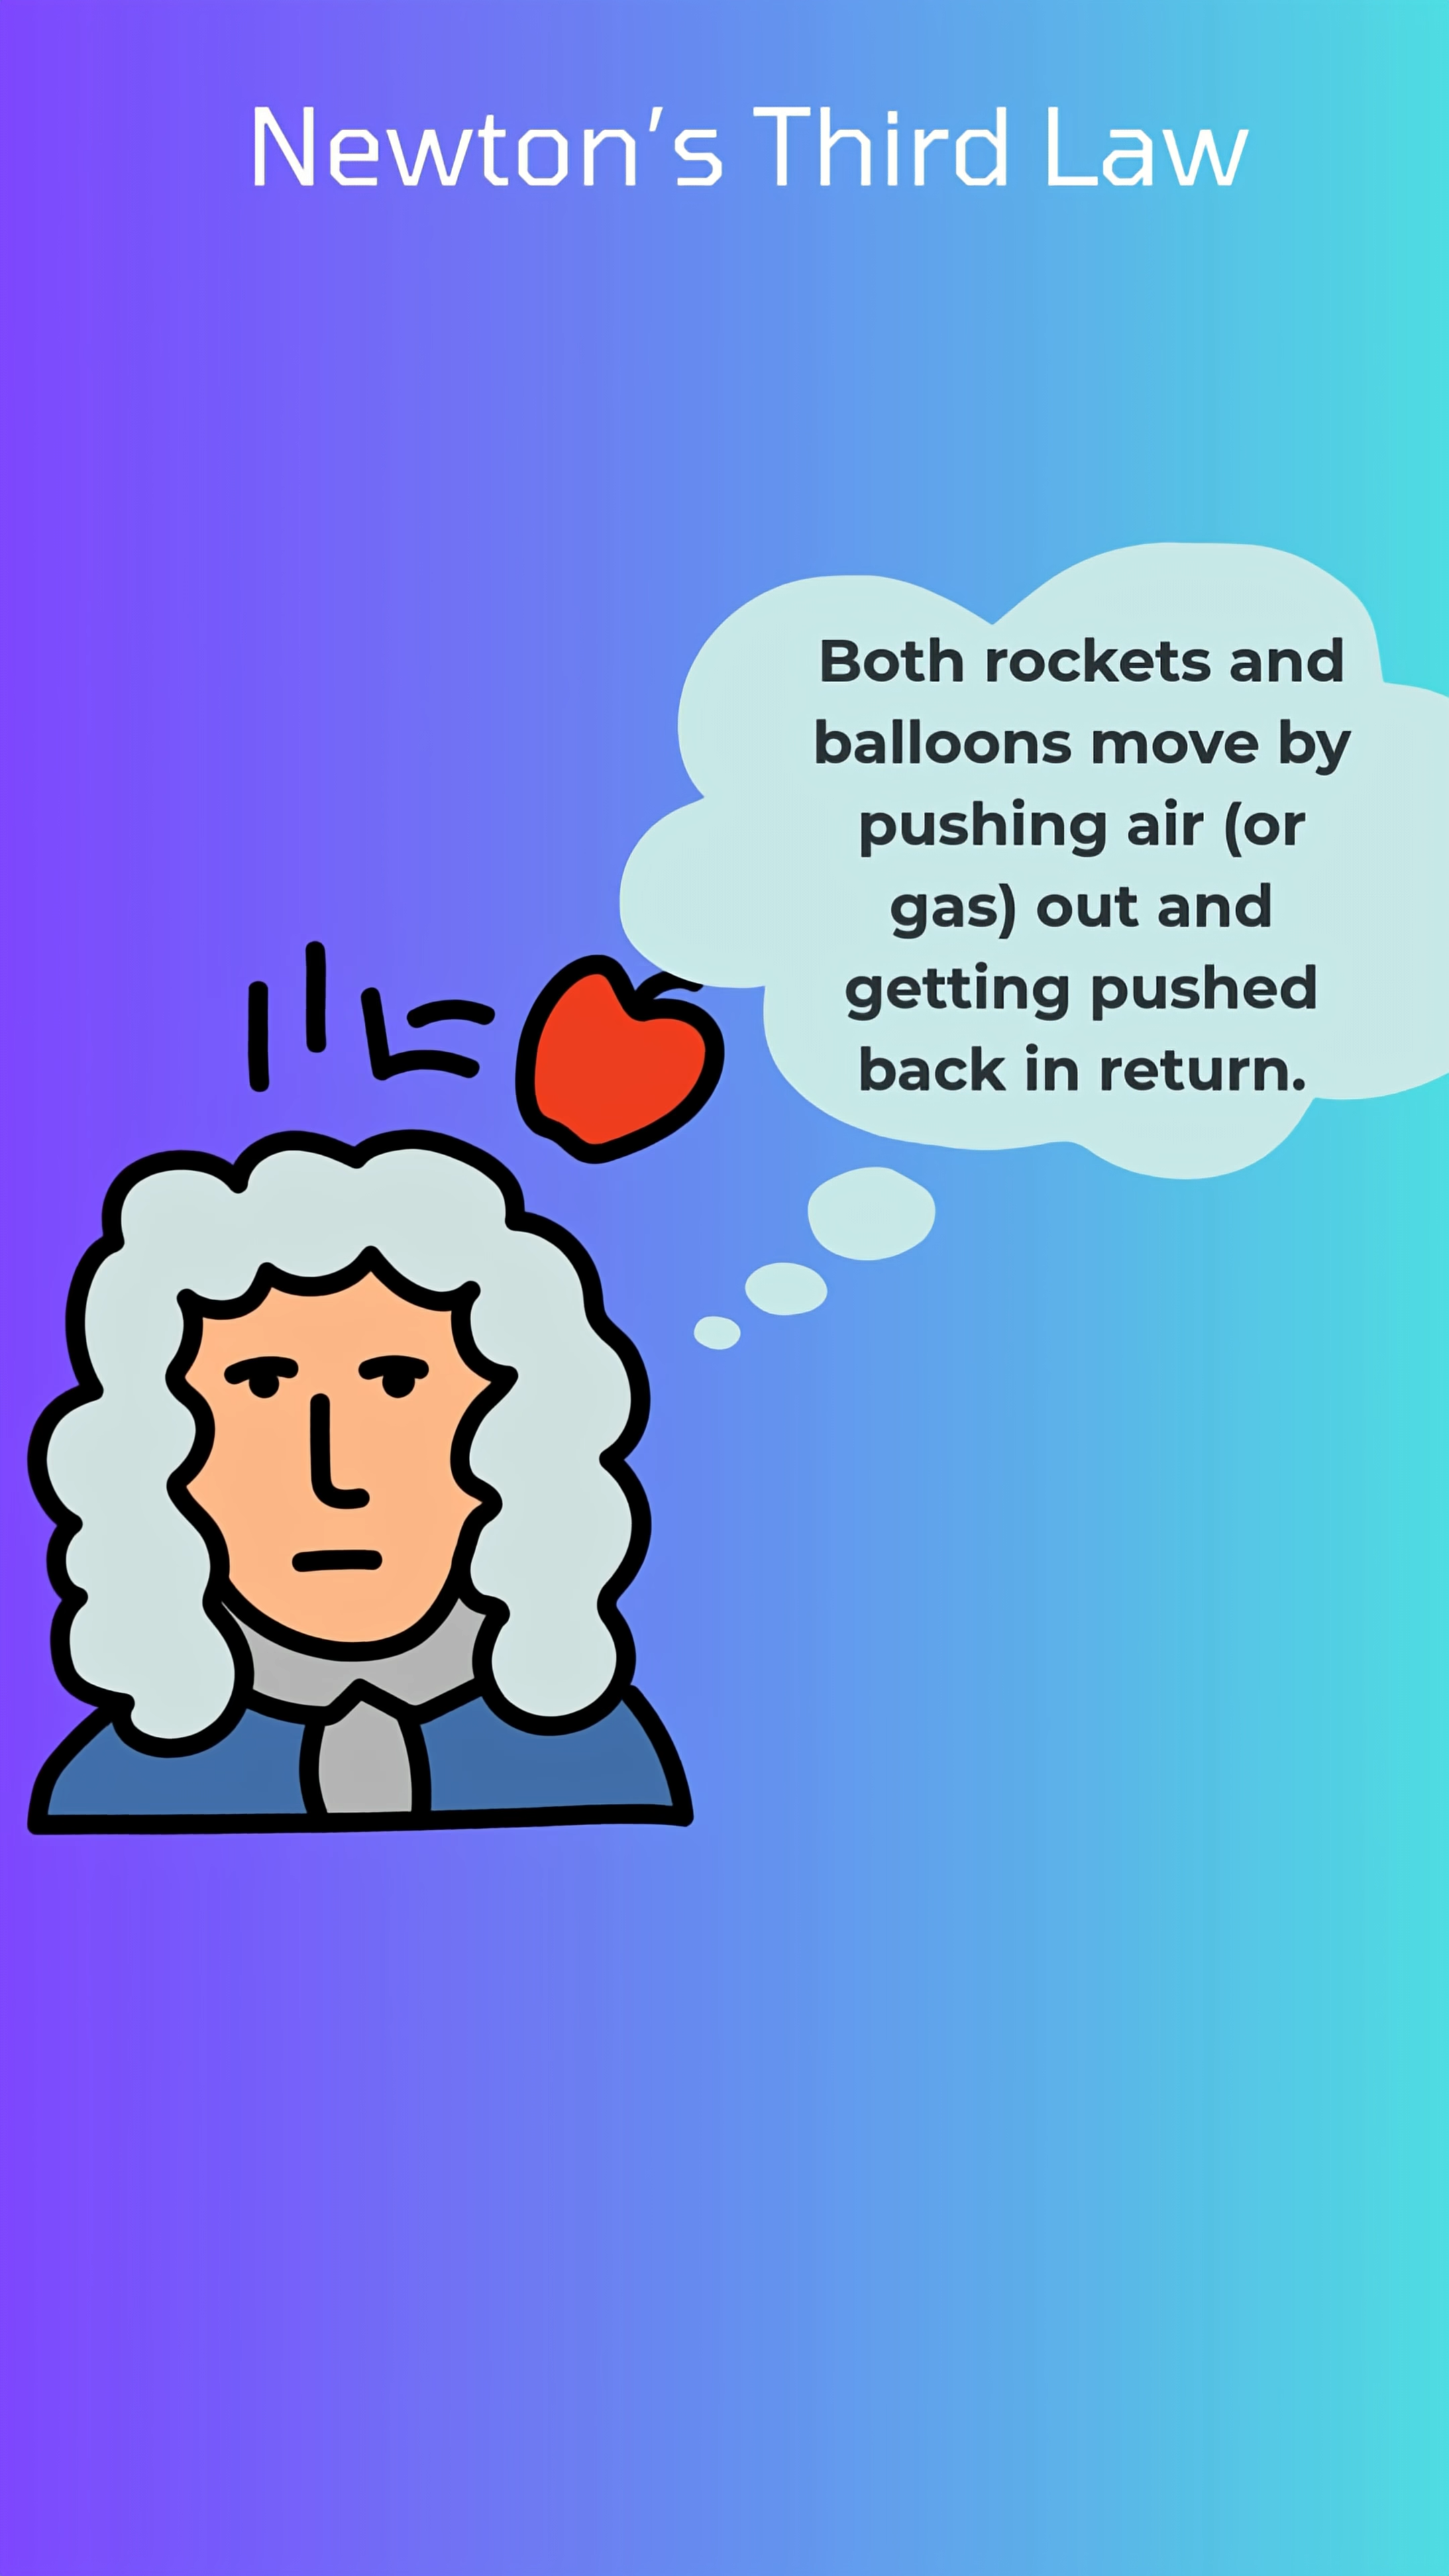 Newton’s Third Law
Both rockets and
balloons move by
pushing air (or
gas) out and
getting pushed
back in return.